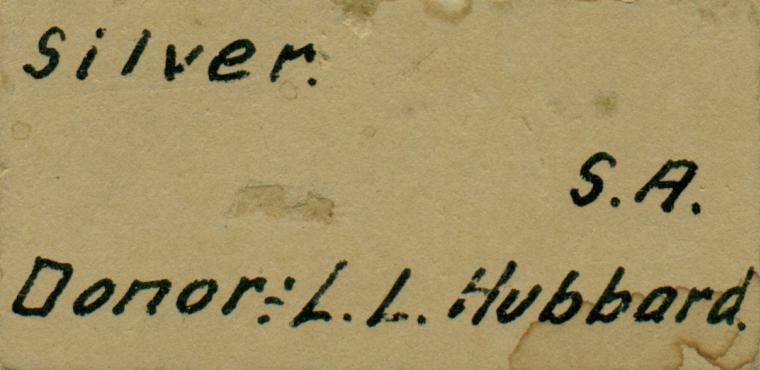 Silver.
S.A.
Donor:- L.L. Hubbard.